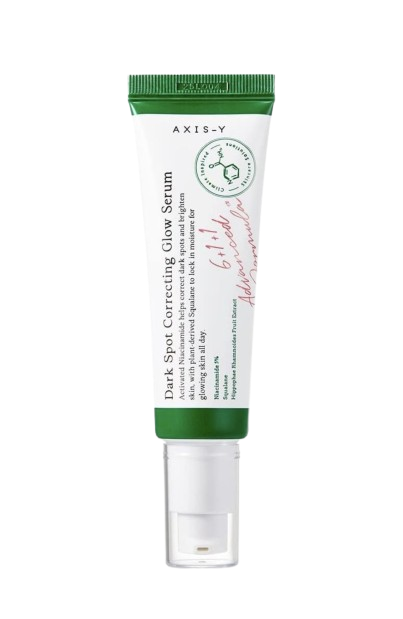 AXIS-Y
Climate Inspired
6+1+1
Advanced
Formula
Dark Spot Correcting Glow Serum
Activated Niacinamide helps correct dark spots and brighten
skin, with plant-derived Squalane to lock in moisture for
glowing skin all day.
Niacinamide 5%
Squalane
Hippophae Rhamnoides Fruit Extract